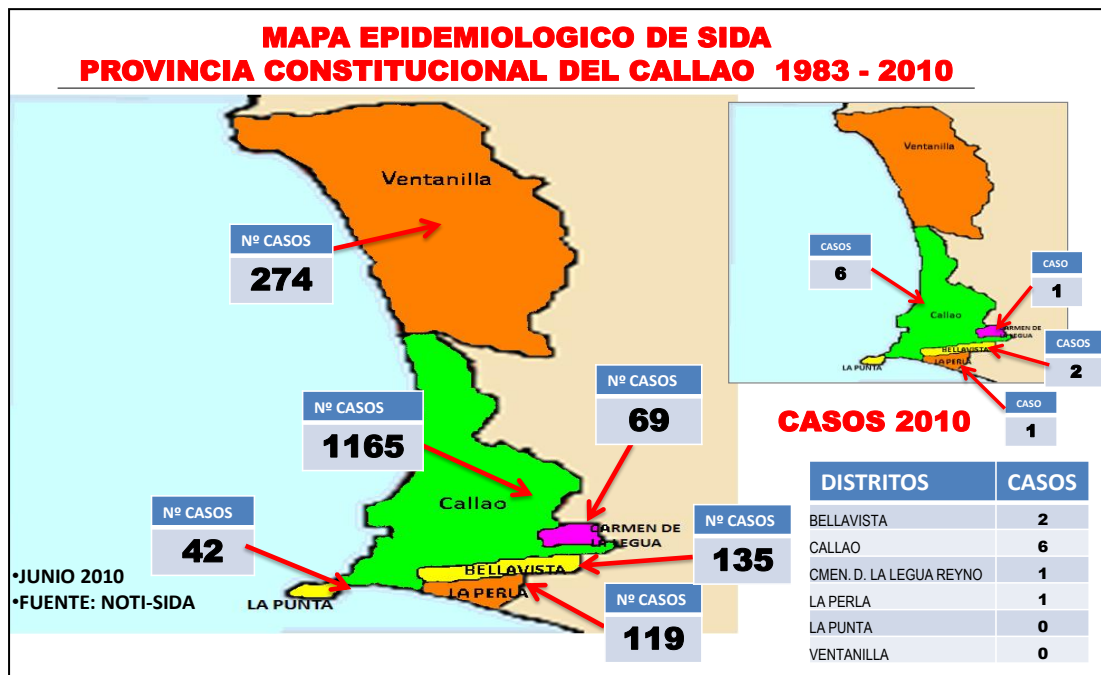 MAPA EPIDEMIOLOGICO DE SIDA
PROVINCIA CONSTITUCIONAL DEL CALLAO 1983 - 2010
Ventanilla
Nº CASOS
274
Nº CASOS
1165
Nº CASOS
69
Callao
CARMEN DE
LA LEGUA
Nº CASOS
42
Nº CASOS
135
BELLAVISTA
LA PERLA
LA PUNTA
Nº CASOS
119
•JUNIO 2010
•FUENTE: NOTI-SIDA
Ventanilla
CASOS
6
CASO
1
Callao
CARMEN DE
LA LEGUA
BELLAVISTA
LA PERLA
LA PUNTA
CASOS
2
CASO
1
CASOS 2010
DISTRITOS CASOS
BELLAVISTA 2
CALLAO 6
CMEN. D. LA LEGUA REYNO 1
LA PERLA 1
LA PUNTA 0
VENTANILLA 0